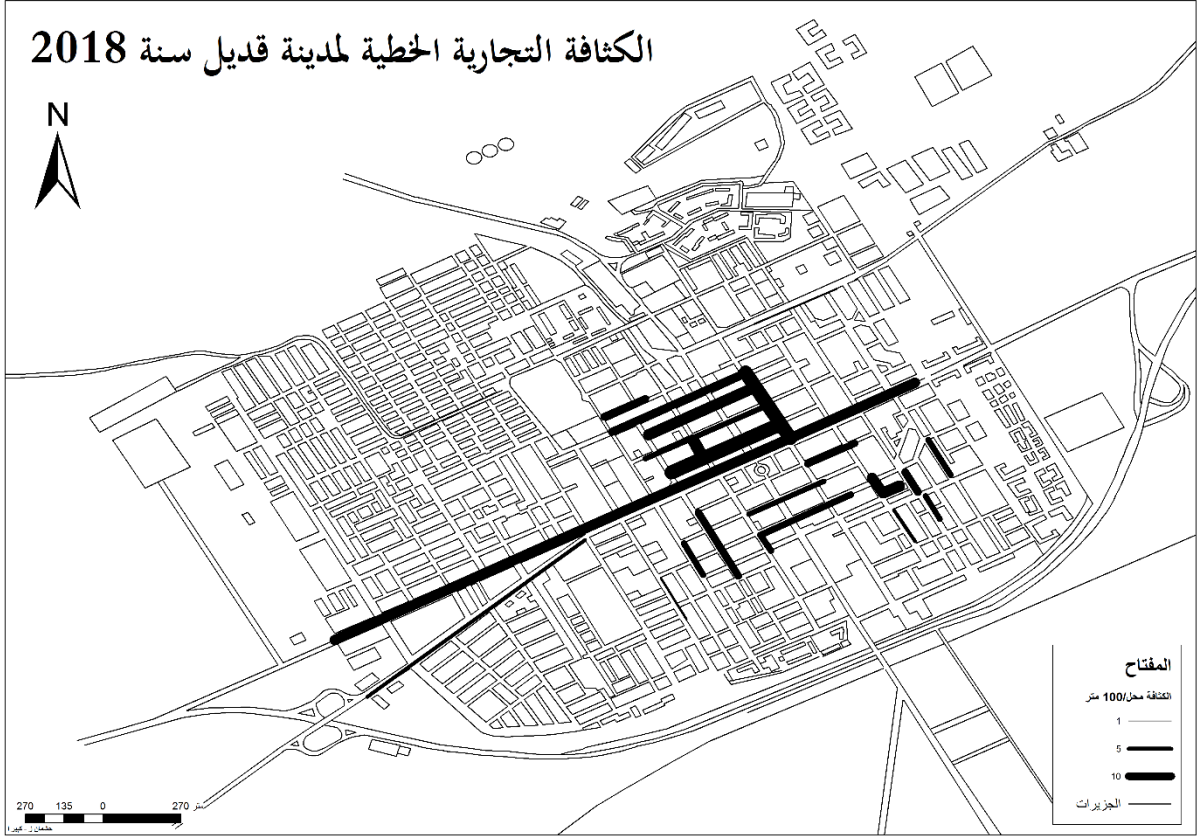 الكثافة التجارية الخطية لمدينة قديل سنة 2018
N
المفتاح
الكثافة محل/100 متر
1
5
10
الجزيرات
270 135 0 270 متر